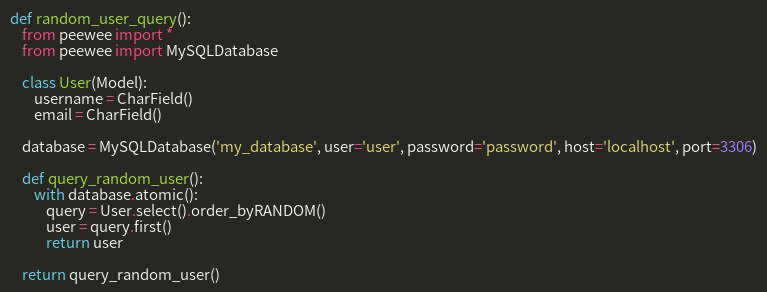 def random_user_query():
    from peewee import *
    from peewee import MySQLDatabase

    class User(Model):
        username = CharField()
        email = CharField()

    database = MySQLDatabase('my_database', user='user', password='password', host='localhost', port=3306)

    def query_random_user():
        with database.atomic():
            query = User.select().order_byRANDOM()
            user = query.first()
            return user

    return query_random_user()